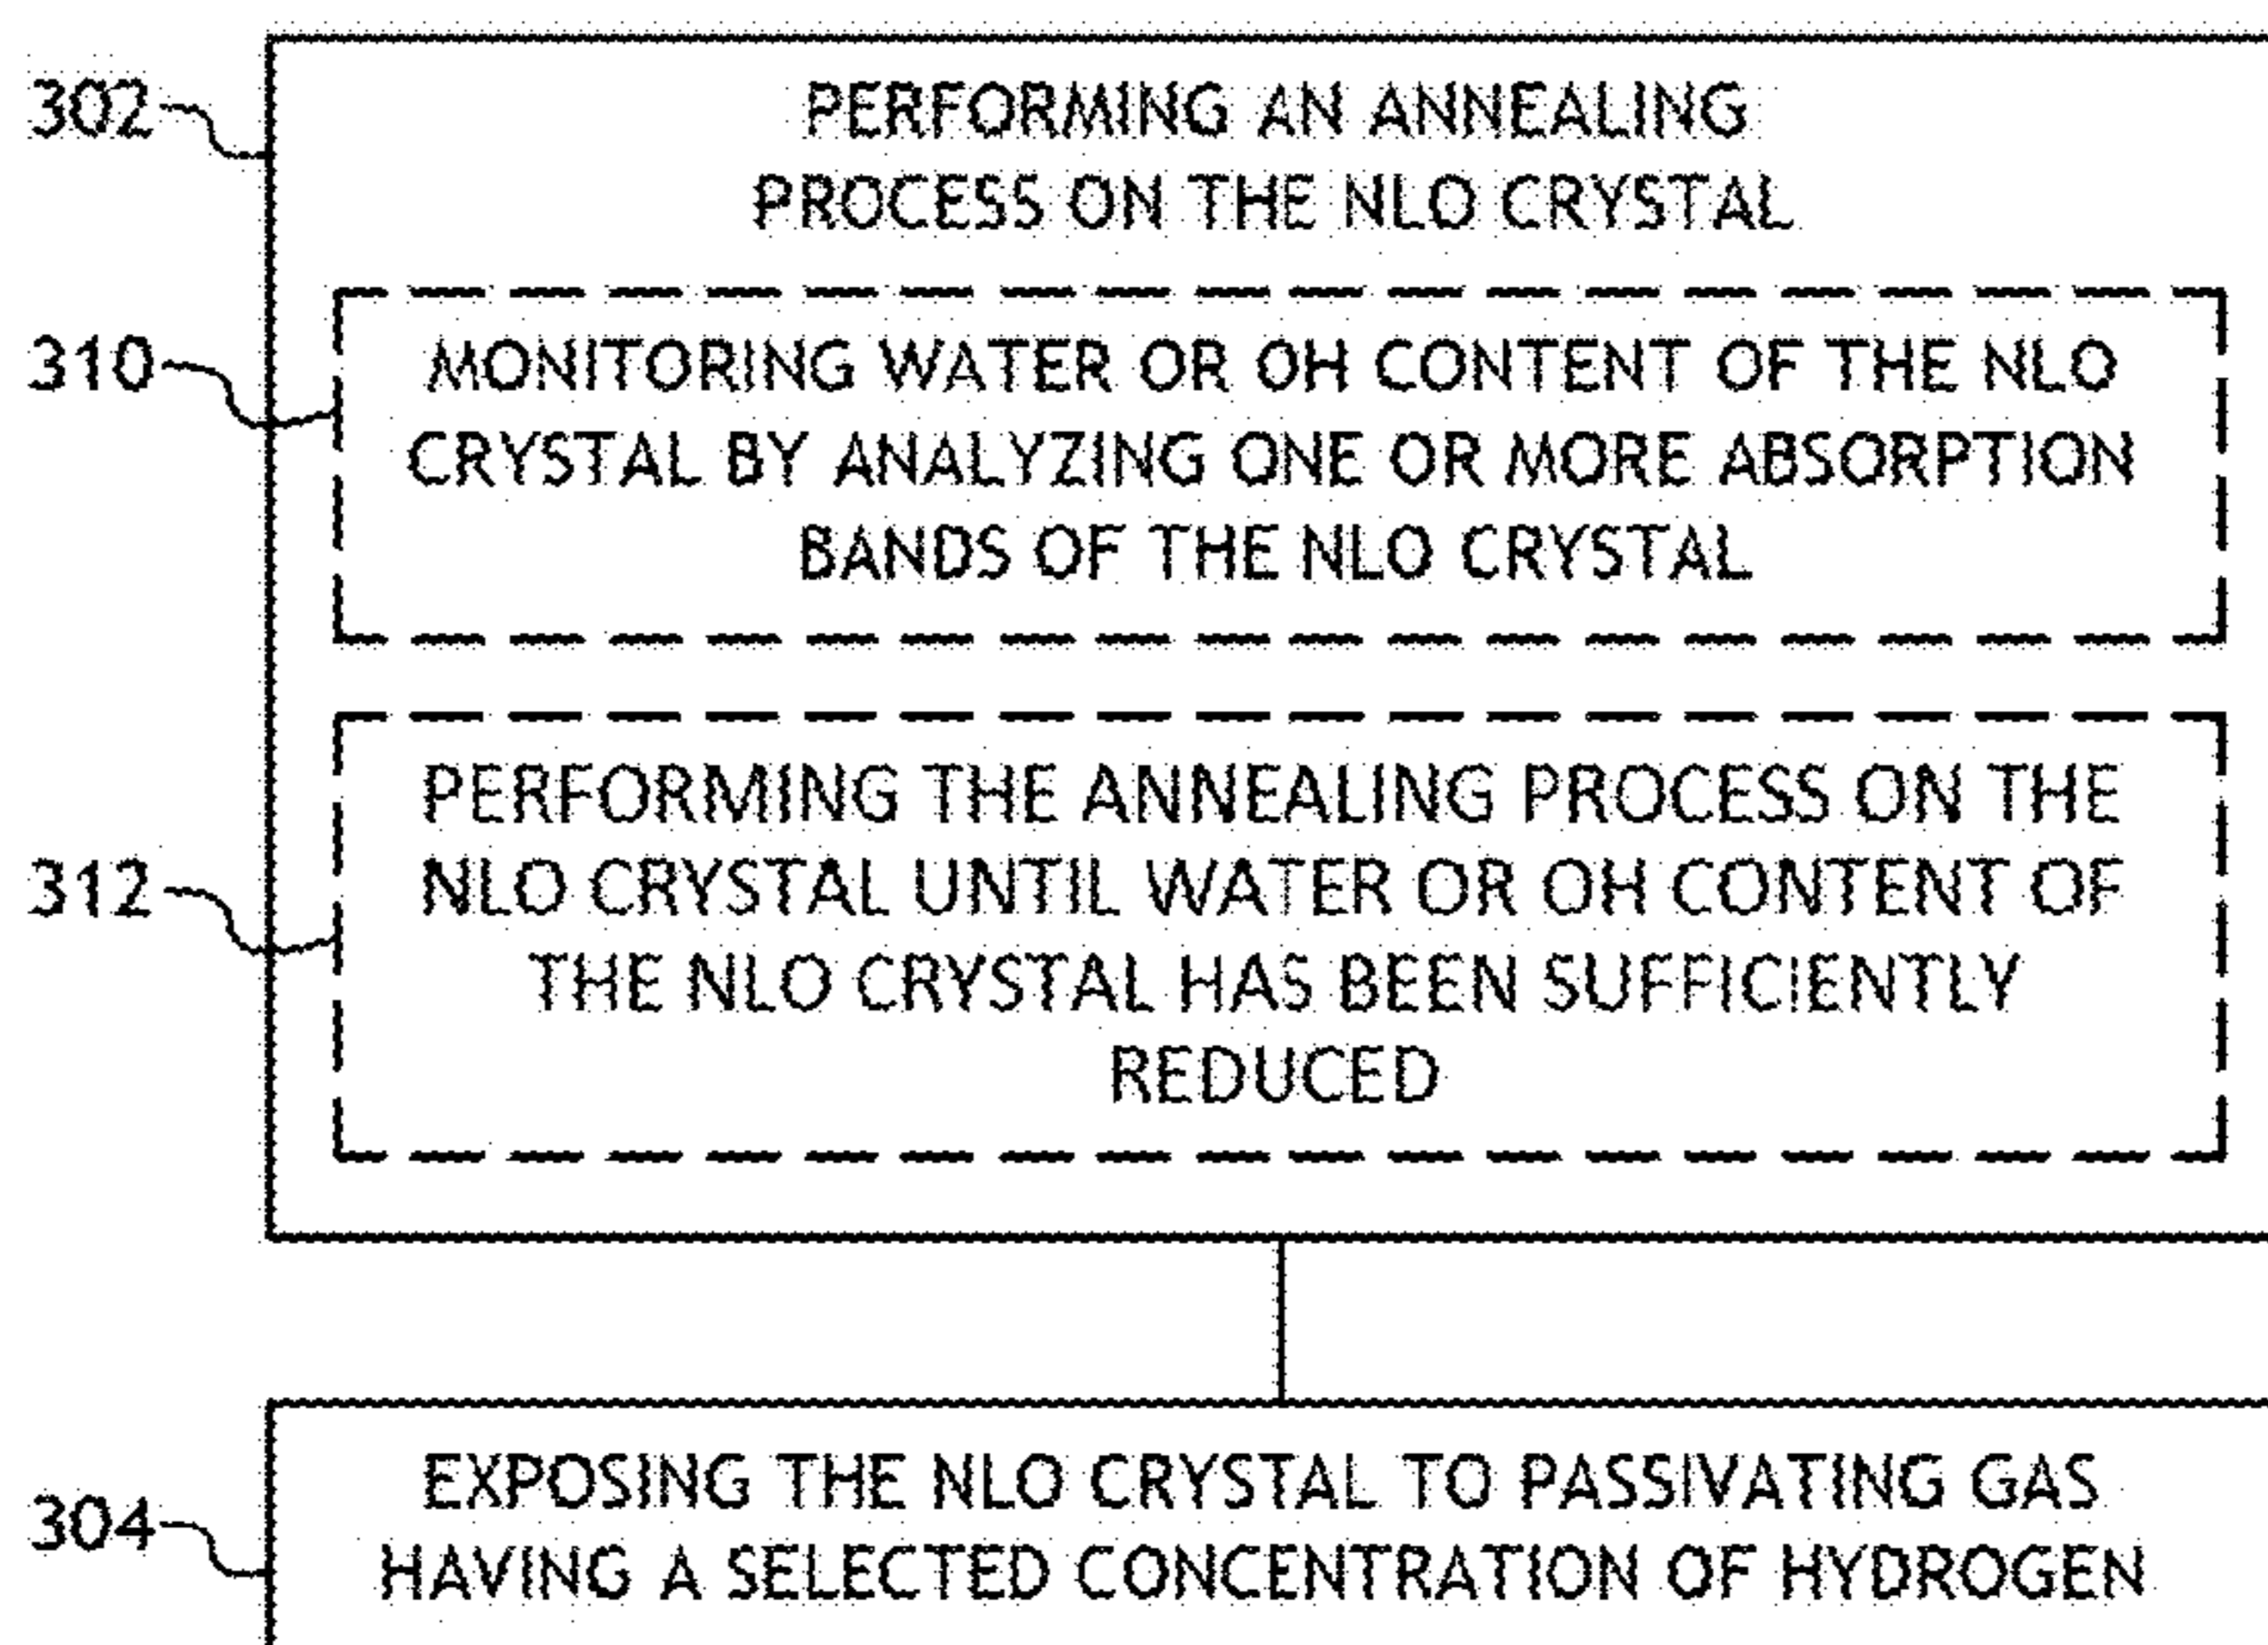 302
PERFORMING AN ANNEALING
PROCESS ON THE NLO CRYSTAL
310
MONITORING WATER OR OH CONTENT OF THE NLO
CRYSTAL BY ANALYZING ONE OR MORE ABSORPTION
BANDS OF THE NLO CRYSTAL
312
PERFORMING THE ANNEALING PROCESS ON THE
NLO CRYSTAL UNTIL WATER OR OH CONTENT OF
THE NLO CRYSTAL HAS BEEN SUFFICIENTLY
REDUCED
304
EXPOSING THE NLO CRYSTAL TO PASSIVATING GAS
HAVING A SELECTED CONCENTRATION OF HYDROGEN